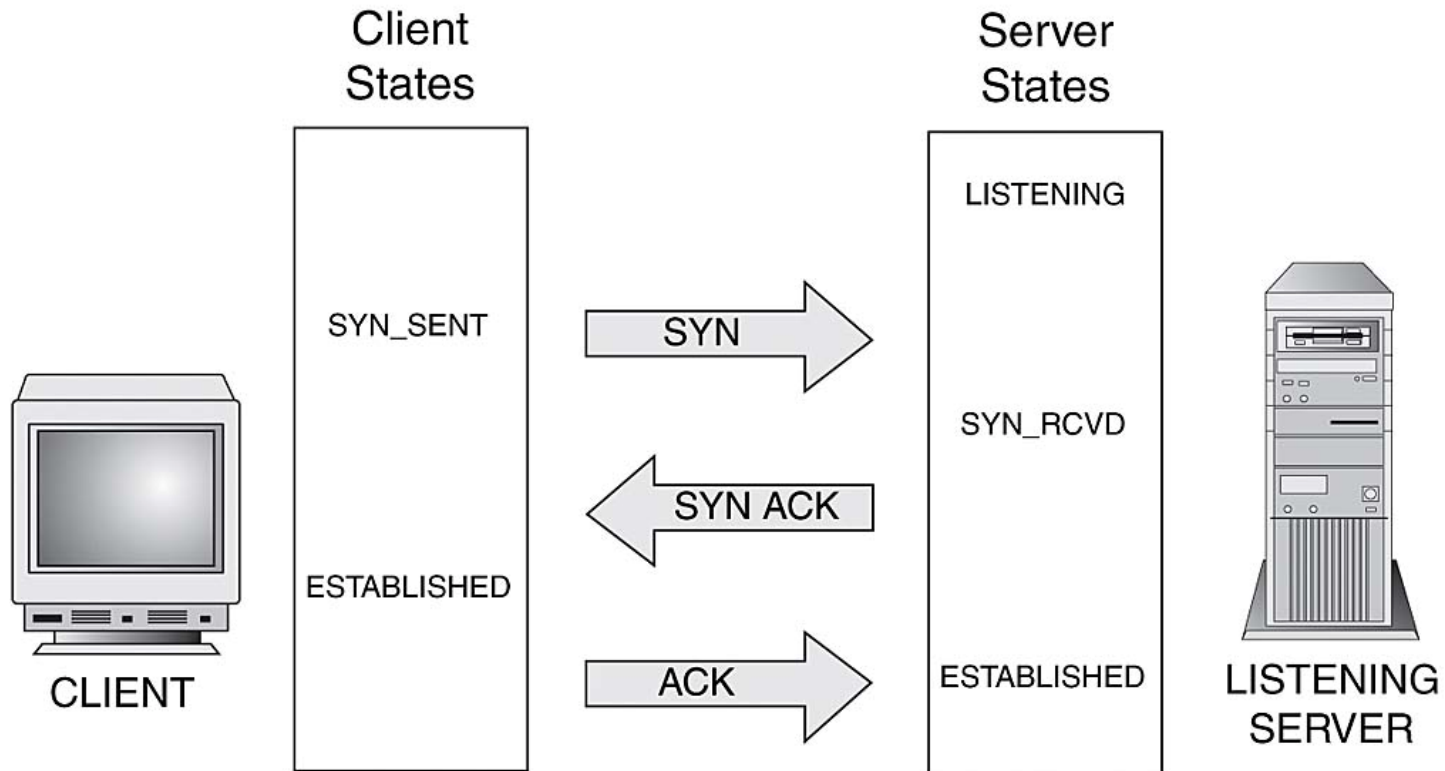 Client
States
Server
States
LISTENING
SYN_SENT
SYN
SYN_RCVD
SYN ACK
ESTABLISHED
ACK
ESTABLISHED
CLIENT
LISTENING
SERVER